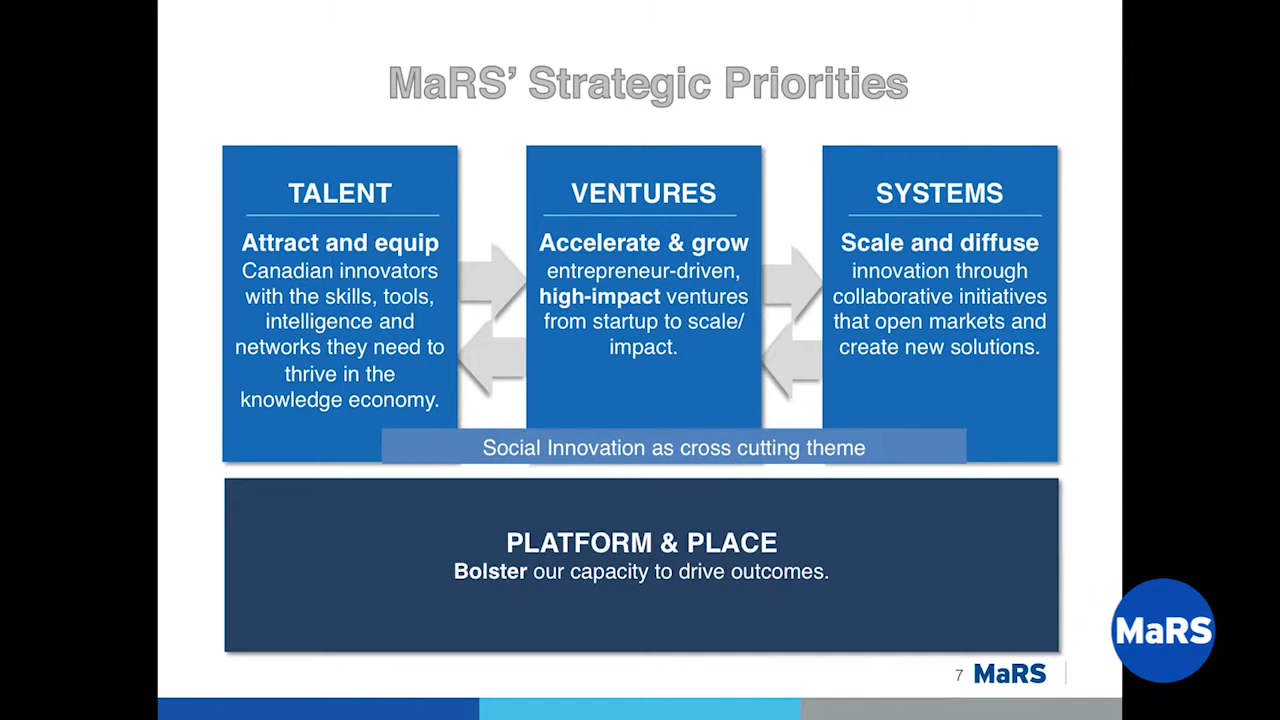 MaRS’ Strategic Priorities
TALENT
Attract and equip
Canadian innovators
with the skills, tools,
intelligence and
networks they need to
thrive in the
knowledge economy.
VENTURES
Accelerate & grow
entrepreneur-driven,
high-impact ventures
from startup to scale/
impact.
SYSTEMS
Scale and diffuse
innovation through
collaborative initiatives
that open markets and
create new solutions.
Social Innovation as cross cutting theme
PLATFORM & PLACE
Bolster our capacity to drive outcomes.
7 MaRS
MaRS